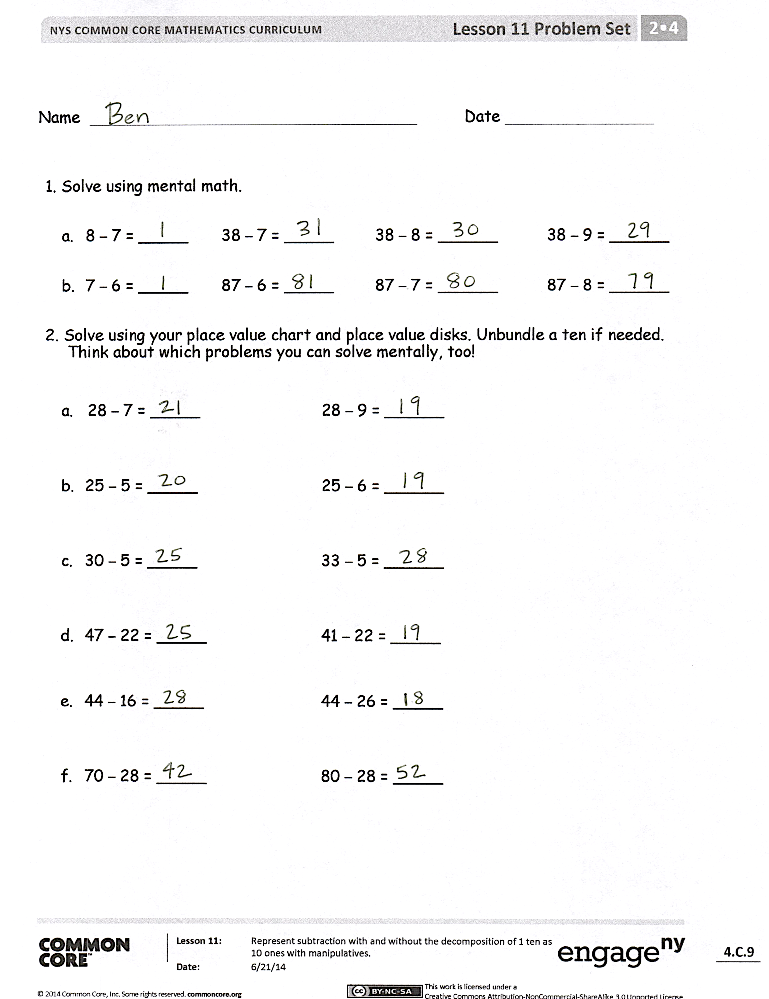 NYS COMMON CORE MATHEMATICS CURRICULUM Lesson 11 Problem Set 2•4
Name Ben Date
1. Solve using mental math.
a. 8 – 7 = 1 38 – 7 = 31 38 – 8 = 30 38 – 9 = 29
b. 7 – 6 = 1 87 – 6 = 81 87 – 7 = 80 87 – 8 = 79
2. Solve using your place value chart and place value disks. Unbundle a ten if needed.
Think about which problems you can solve mentally, too!
a. 28 – 7 = 21 28 – 9 = 19
b. 25 – 5 = 20 25 – 6 = 19
c. 30 – 5 = 25 33 – 5 = 28
d. 47 – 22 = 25 41 – 22 = 19
e. 44 – 16 = 28 44 – 26 = 18
f. 70 – 28 = 42 80 – 28 = 52
COMMON CORE™
Lesson 11: Represent subtraction with and without the decomposition of 1 ten as
10 ones with manipulatives.
Date: 6/21/14
engage ny
4.C.9
© 2014 Common Core, Inc. Some rights reserved. commoncore.org
cc BY-NC-SA
This work is licensed under a
Creative Commons Attribution-NonCommercial-ShareAlike 3.0 Unported License.